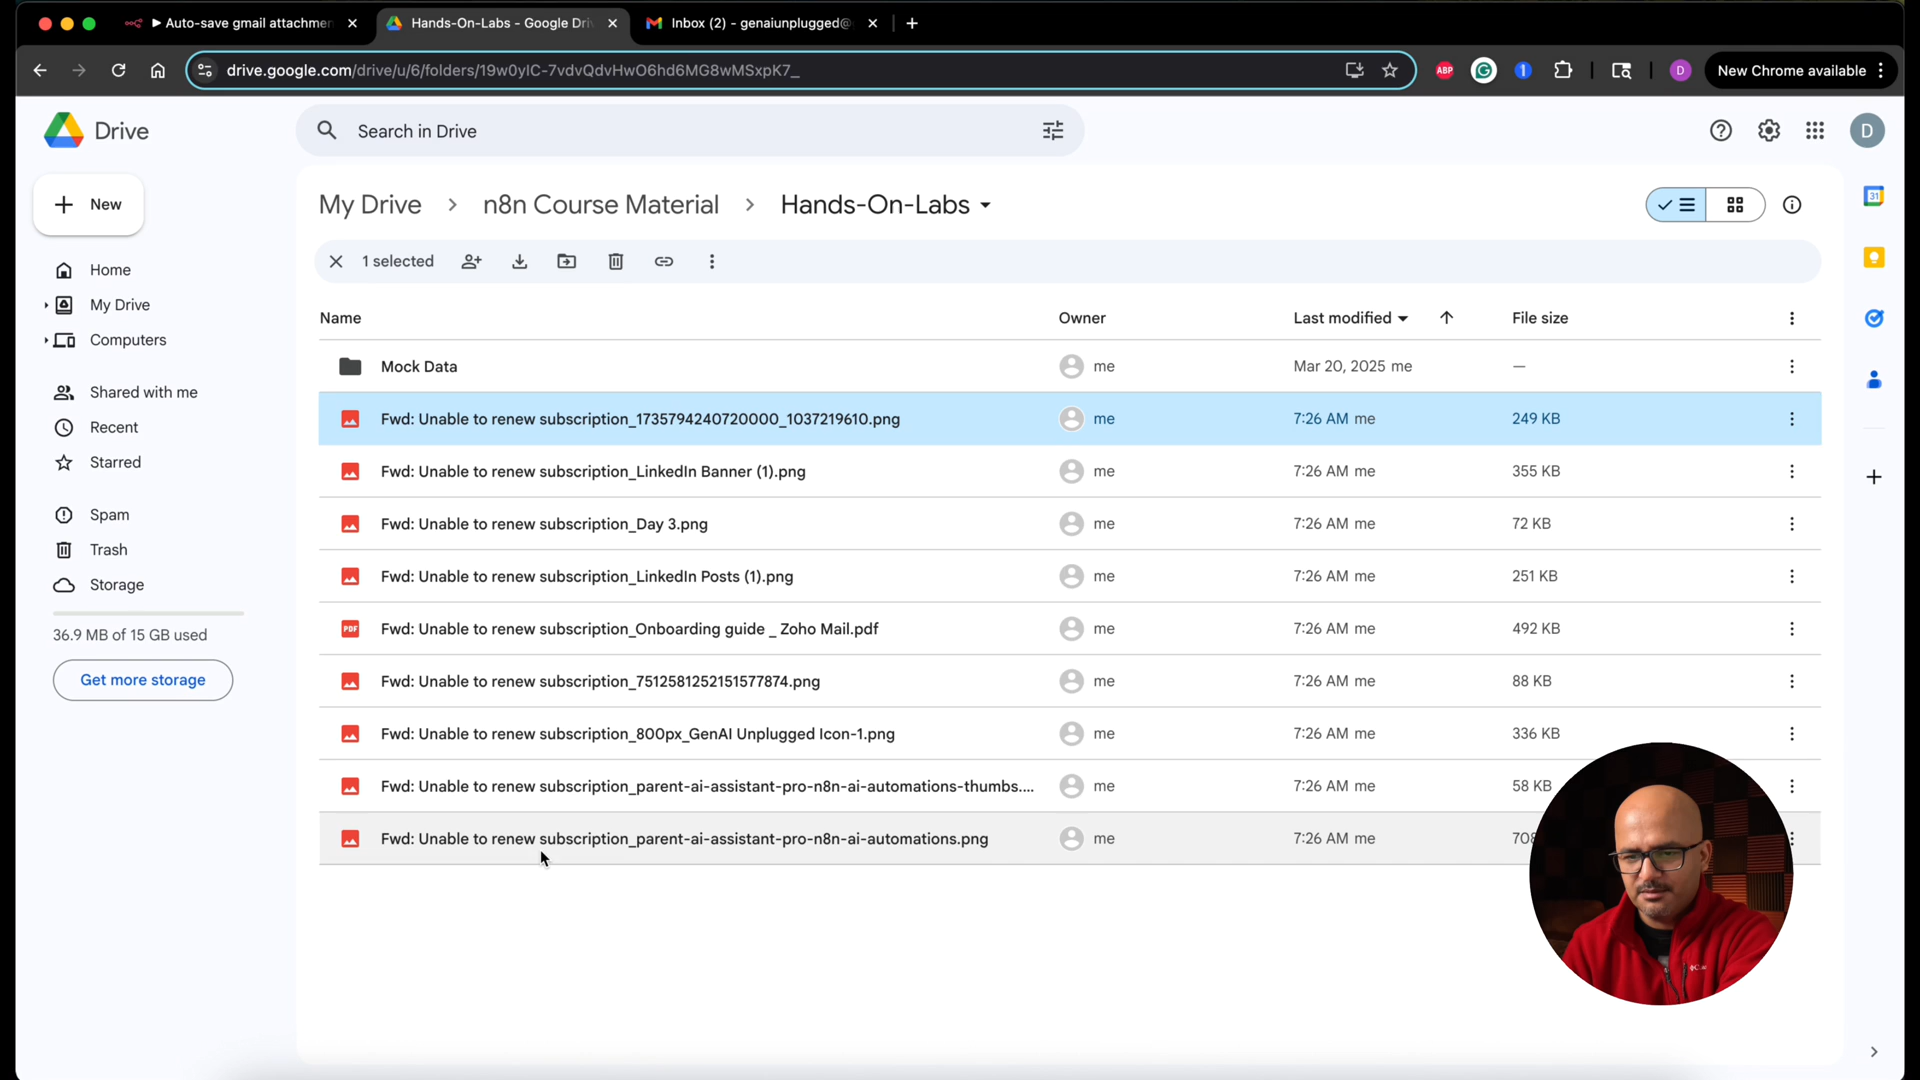 Auto-save gmail attachmen
Hands-On-Labs - Google Dri
Inbox (2) - genaiunplugged@
drive.google.com/drive/u/6/folders/19w0yIC-7vdvQdvHwO6hd6MG8wMSxpK7_
ABP
1
D
New Chrome available
Drive
Search in Drive
D
New
My Drive > n8n Course Material > Hands-On-Labs
31
1 selected
Home
My Drive
Computers
Shared with me
Recent
Starred
Spam
Trash
Storage
36.9 MB of 15 GB used
Get more storage
Name Owner Last modified File size
Mock Data me Mar 20, 2025 me —
Fwd: Unable to renew subscription_1735794240720000_1037219610.png me 7:26 AM me 249 KB
Fwd: Unable to renew subscription_LinkedIn Banner (1).png me 7:26 AM me 355 KB
Fwd: Unable to renew subscription_Day 3.png me 7:26 AM me 72 KB
Fwd: Unable to renew subscription_LinkedIn Posts (1).png me 7:26 AM me 251 KB
PDF Fwd: Unable to renew subscription_Onboarding guide _ Zoho Mail.pdf me 7:26 AM me 492 KB
Fwd: Unable to renew subscription_7512581252151577874.png me 7:26 AM me 88 KB
Fwd: Unable to renew subscription_800px_GenAI Unplugged Icon-1.png me 7:26 AM me 336 KB
Fwd: Unable to renew subscription_parent-ai-assistant-pro-n8n-ai-automations-thumbs.... me 7:26 AM me 58 KB
Fwd: Unable to renew subscription_parent-ai-assistant-pro-n8n-ai-automations.png me 7:26 AM me